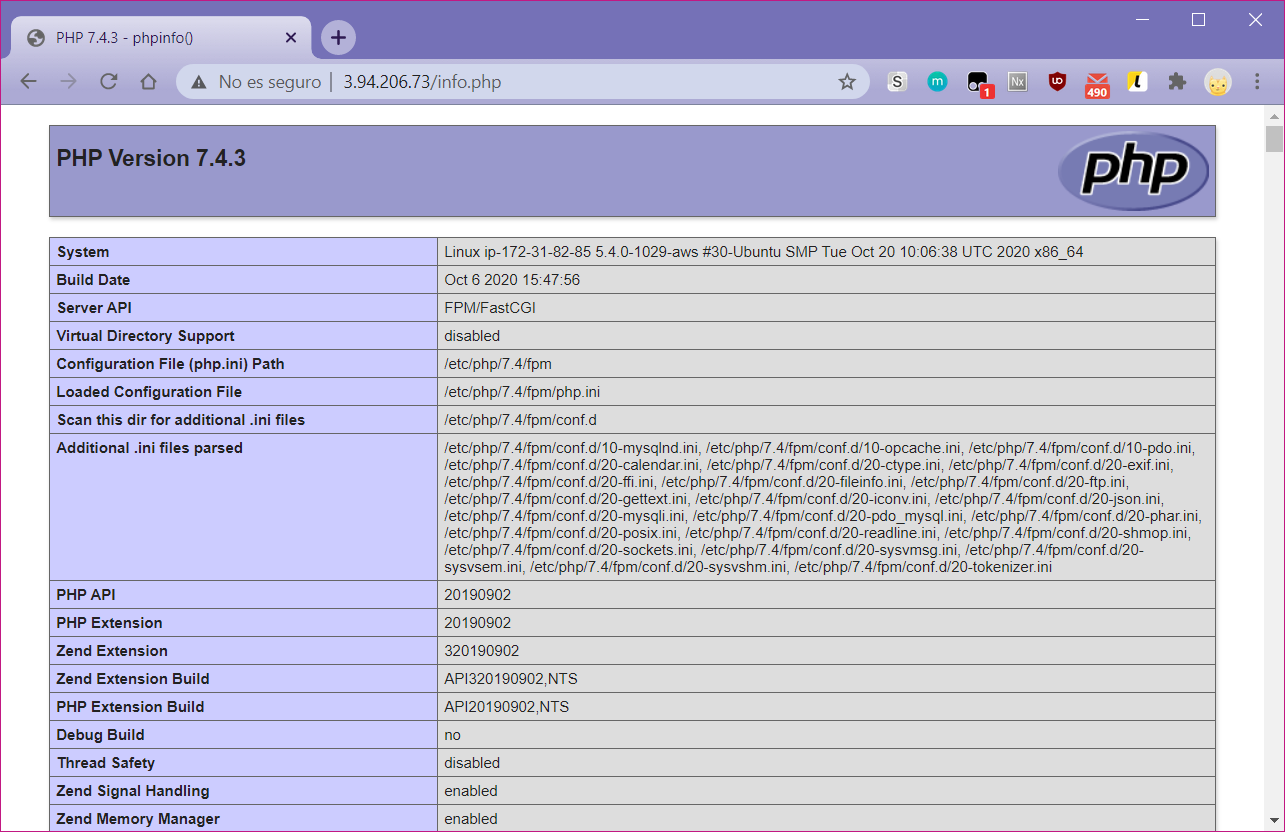 PHP 7.4.3 - phpinfo()
No es seguro | 3.94.206.73/info.php
S m 1 Nx 490 L
PHP Version 7.4.3
php
System Linux ip-172-31-82-85 5.4.0-1029-aws #30-Ubuntu SMP Tue Oct 20 10:06:38 UTC 2020 x86_64
Build Date Oct 6 2020 15:47:56
Server API FPM/FastCGI
Virtual Directory Support disabled
Configuration File (php.ini) Path /etc/php/7.4/fpm
Loaded Configuration File /etc/php/7.4/fpm/php.ini
Scan this dir for additional .ini files /etc/php/7.4/fpm/conf.d
Additional .ini files parsed /etc/php/7.4/fpm/conf.d/10-mysqlnd.ini, /etc/php/7.4/fpm/conf.d/10-opcache.ini, /etc/php/7.4/fpm/conf.d/10-pdo.ini,
/etc/php/7.4/fpm/conf.d/20-calendar.ini, /etc/php/7.4/fpm/conf.d/20-ctype.ini, /etc/php/7.4/fpm/conf.d/20-exif.ini,
/etc/php/7.4/fpm/conf.d/20-ffi.ini, /etc/php/7.4/fpm/conf.d/20-fileinfo.ini, /etc/php/7.4/fpm/conf.d/20-ftp.ini,
/etc/php/7.4/fpm/conf.d/20-gettext.ini, /etc/php/7.4/fpm/conf.d/20-iconv.ini, /etc/php/7.4/fpm/conf.d/20-json.ini,
/etc/php/7.4/fpm/conf.d/20-mysqli.ini, /etc/php/7.4/fpm/conf.d/20-pdo_mysql.ini, /etc/php/7.4/fpm/conf.d/20-phar.ini,
/etc/php/7.4/fpm/conf.d/20-posix.ini, /etc/php/7.4/fpm/conf.d/20-readline.ini, /etc/php/7.4/fpm/conf.d/20-shmop.ini,
/etc/php/7.4/fpm/conf.d/20-sockets.ini, /etc/php/7.4/fpm/conf.d/20-sysvmsg.ini, /etc/php/7.4/fpm/conf.d/20-
sysvsem.ini, /etc/php/7.4/fpm/conf.d/20-sysvshm.ini, /etc/php/7.4/fpm/conf.d/20-tokenizer.ini
PHP API 20190902
PHP Extension 20190902
Zend Extension 320190902
Zend Extension Build API320190902,NTS
PHP Extension Build API20190902,NTS
Debug Build no
Thread Safety disabled
Zend Signal Handling enabled
Zend Memory Manager enabled